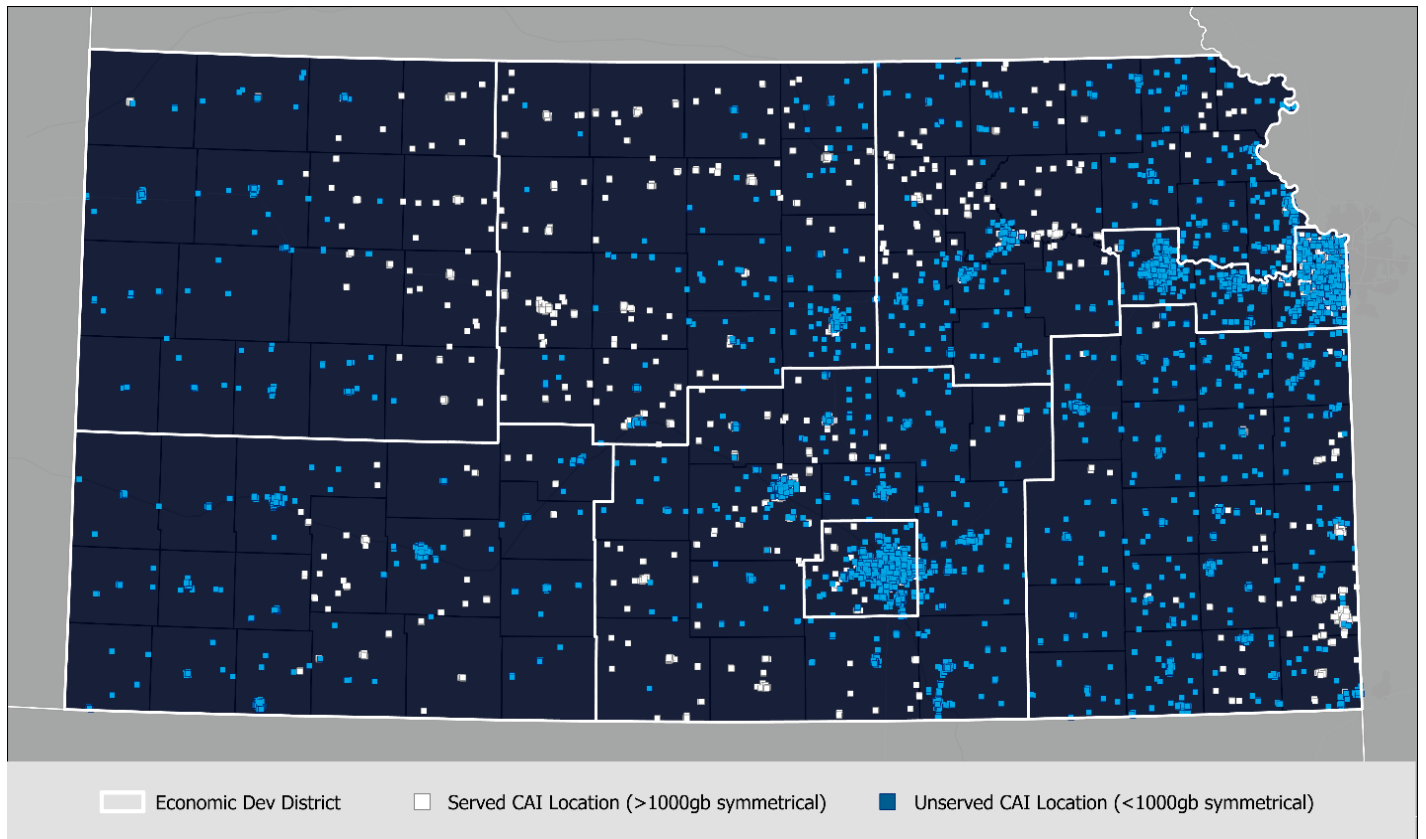 Economic Dev District
Served CAI Location (>1000gb symmetrical)
Unserved CAI Location (<1000gb symmetrical)